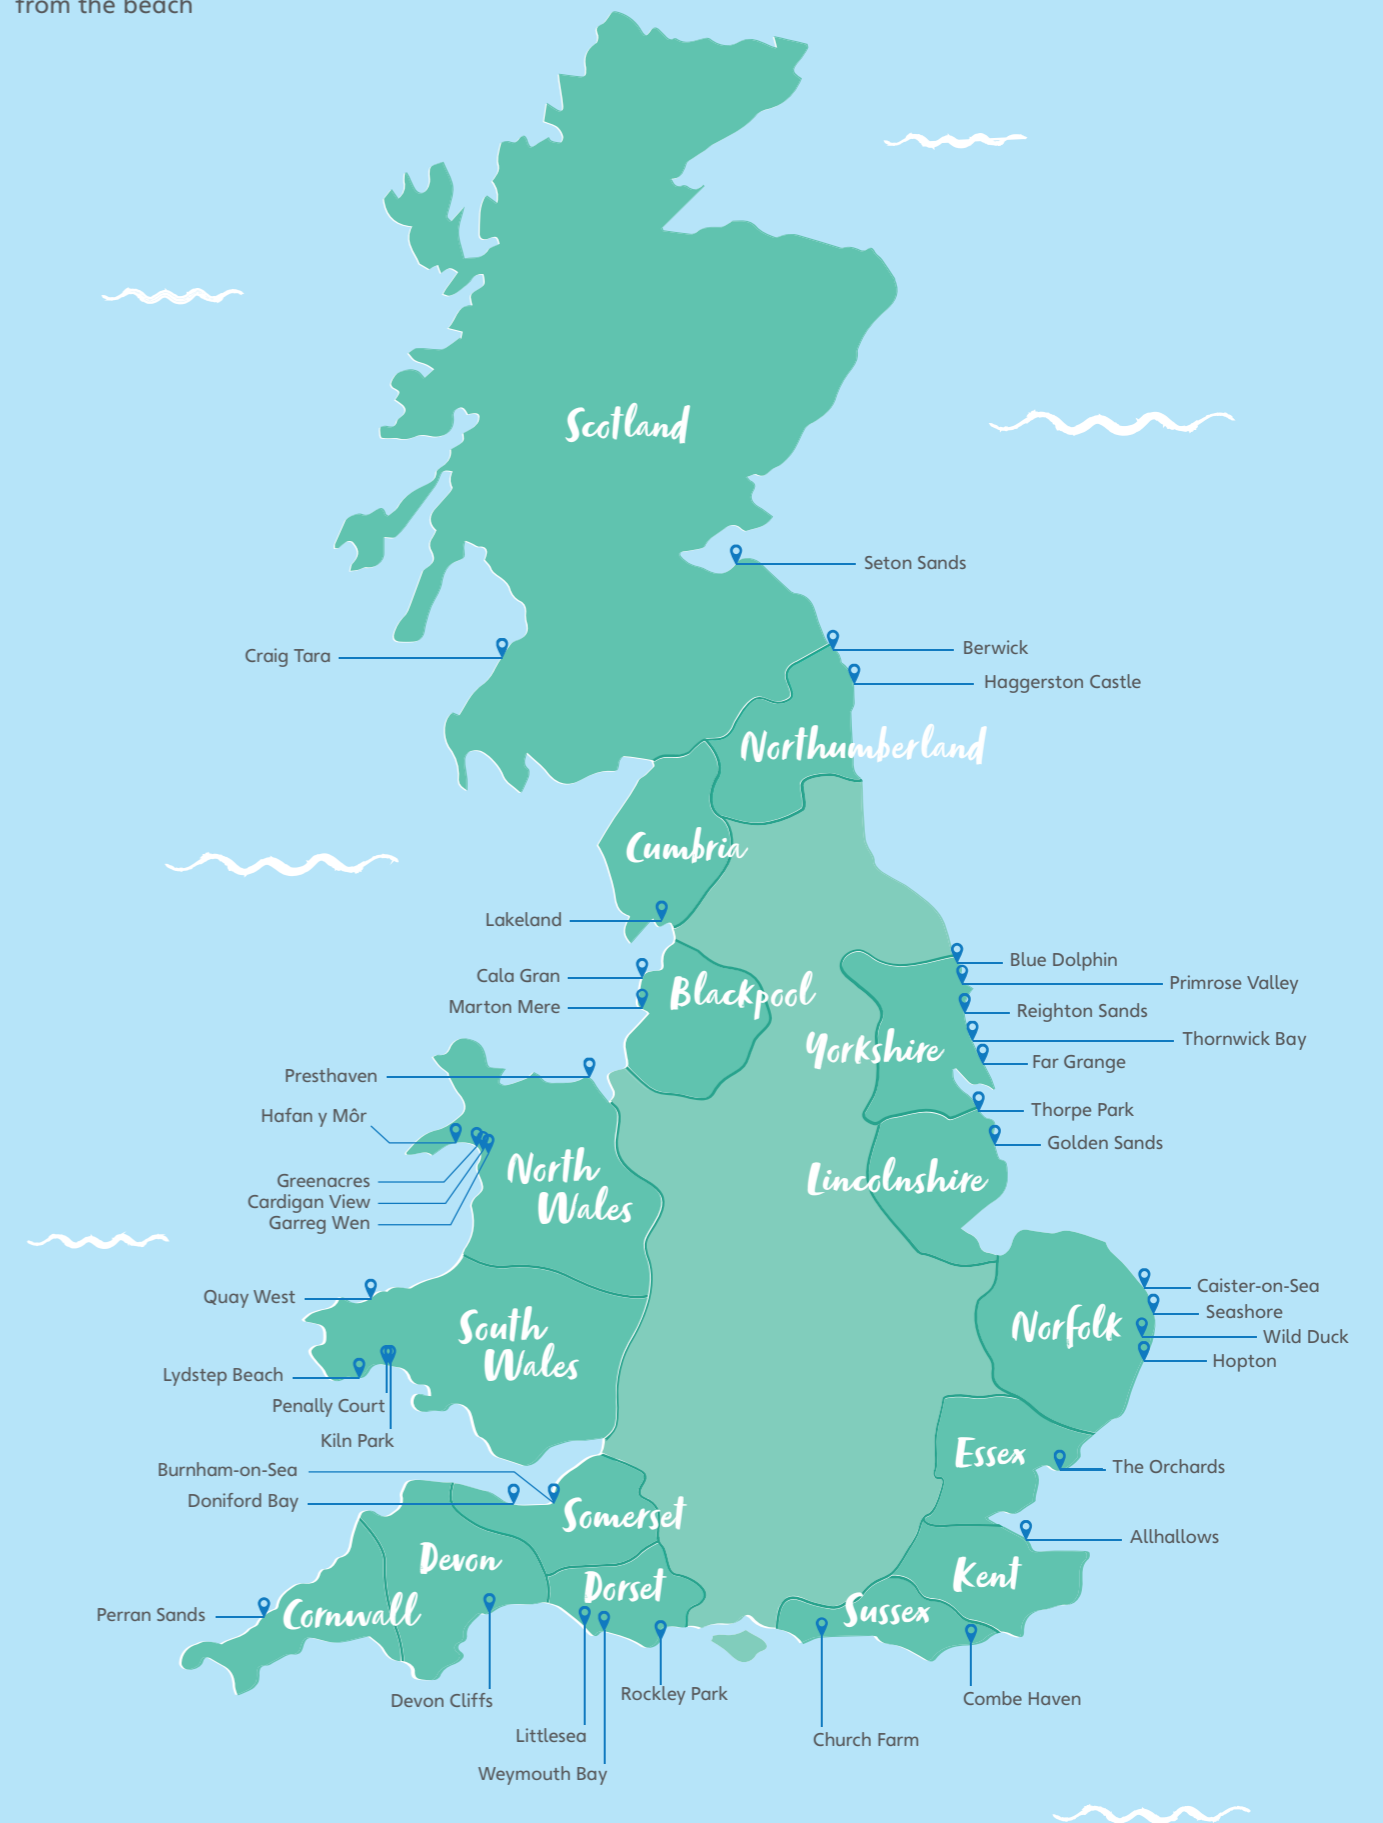 from the beach
Scotland
Seton Sands
Craig Tara
Berwick
Haggerston Castle
Northumberland
Cumbria
Lakeland
Blue Dolphin
Cala Gran
Primrose Valley
Blackpool
Marton Mere
Reighton Sands
Thornwick Bay
Yorkshire
Far Grange
Presthaven
Thorpe Park
Hafan y Môr
Golden Sands
North
Wales
Lincolnshire
Greenacres
Cardigan View
Garreg Wen
Caister-on-Sea
Quay West
Seashore
South
Wales
Norfolk
Wild Duck
Hopton
Lydstep Beach
Penally Court
Kiln Park
Essex
The Orchards
Burnham-on-Sea
Doniford Bay
Somerset
Allhallows
Devon
Kent
Dorset
Perran Sands
Cornwall
Sussex
Devon Cliffs
Rockley Park
Combe Haven
Littlesea
Church Farm
Weymouth Bay